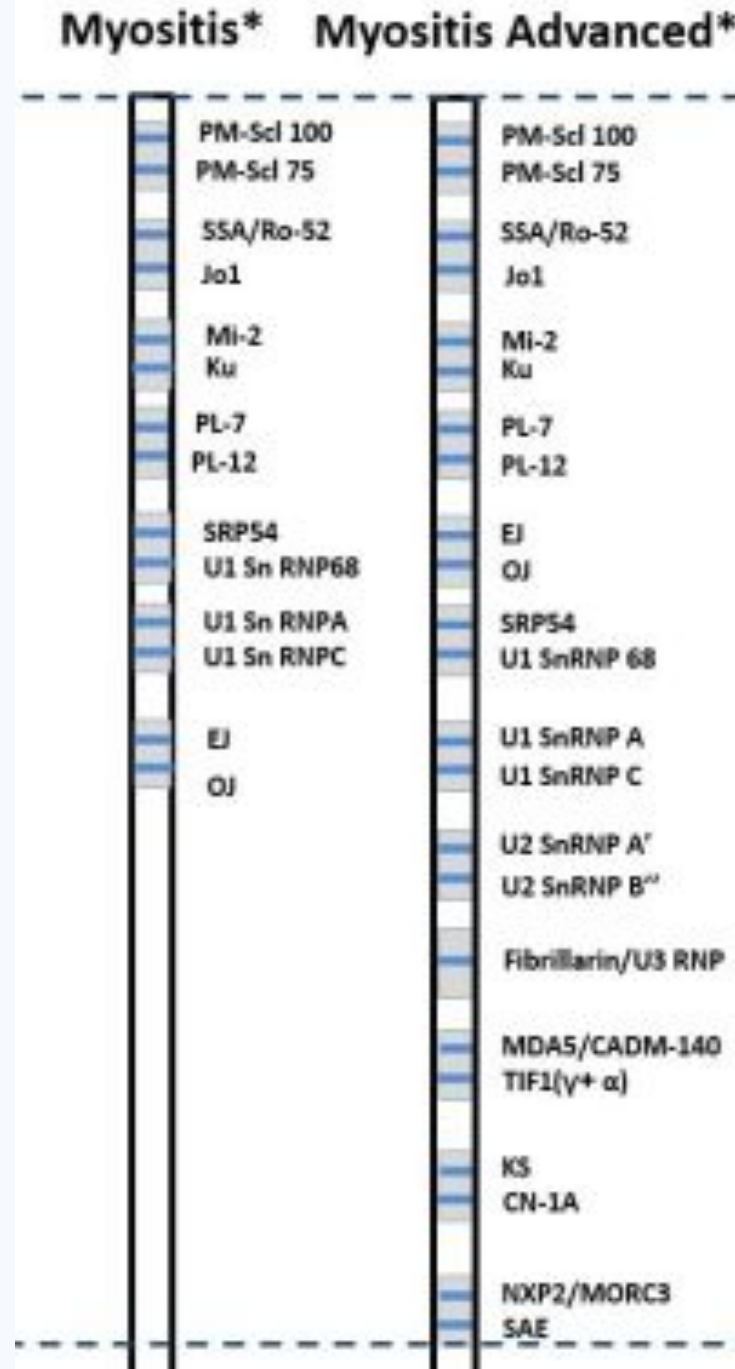 Myositis*
PM-Scl 100
PM-Scl 75
SSA/Ro-52
Jo1
Mi-2
Ku
PL-7
PL-12
SRP54
U1 Sn RNP68
U1 Sn RNPA
U1 Sn RNPC
EJ
OJ
Myositis Advanced*
PM-Scl 100
PM-Scl 75
SSA/Ro-52
Jo1
Mi-2
Ku
PL-7
PL-12
EJ
OJ
SRP54
U1 SnRNP 68
U1 SnRNP A
U1 SnRNP C
U2 SnRNP A’
U2 SnRNP B’’
Fibrillarin/U3 RNP
MDA5/CADM-140
TIF1(γ+ α)
KS
CN-1A
NXP2/MORC3
SAE